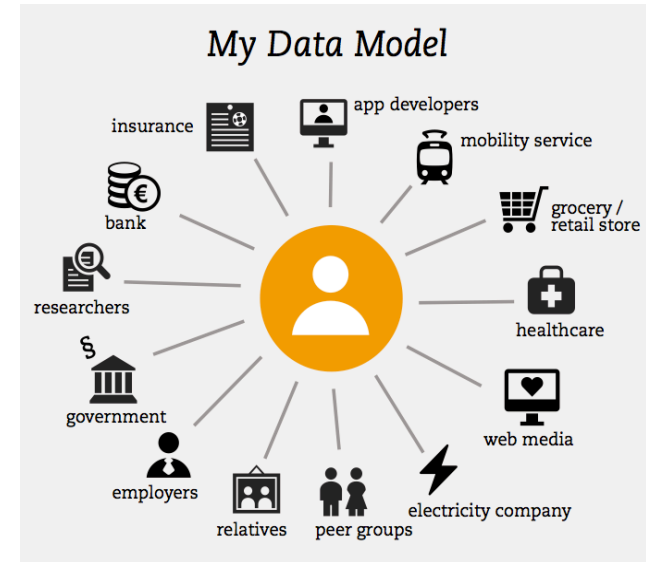 My Data Model
app developers
insurance
mobility service
grocery /
retail store
bank
€
researchers
healthcare
§
government
web media
employers
electricity company
relatives
peer groups